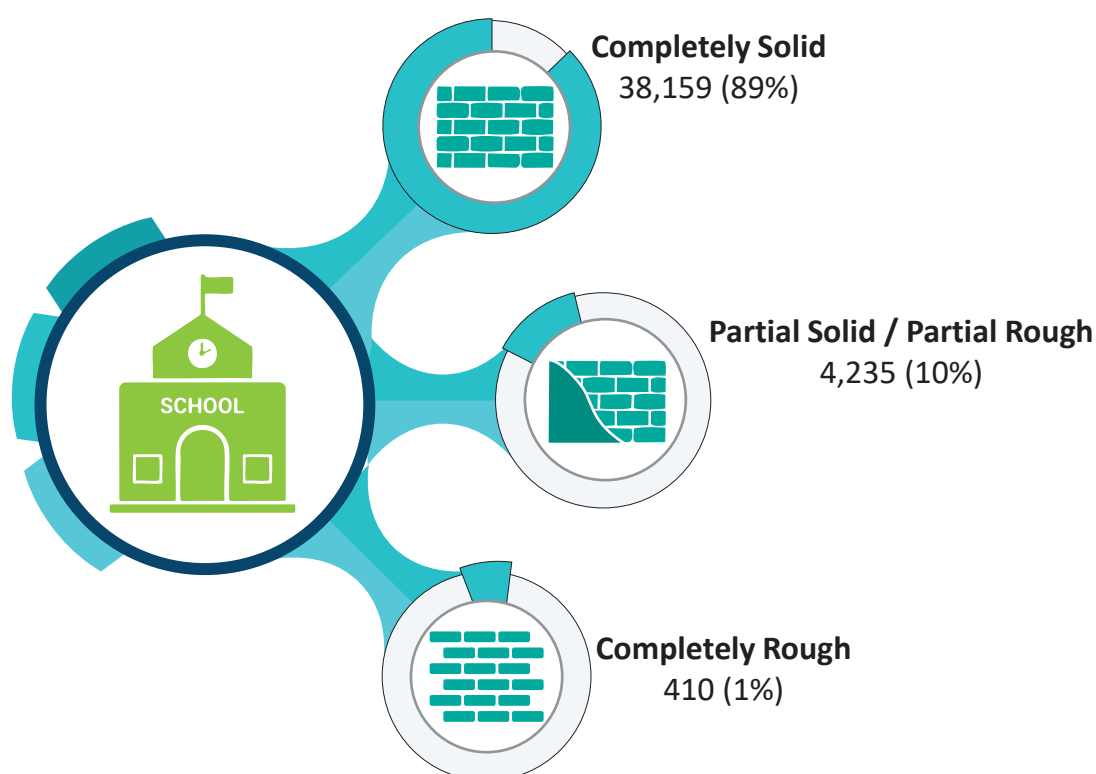 Completely Solid
38,159 (89%)
SCHOOL
Partial Solid / Partial Rough
4,235 (10%)
Completely Rough
410 (1%)